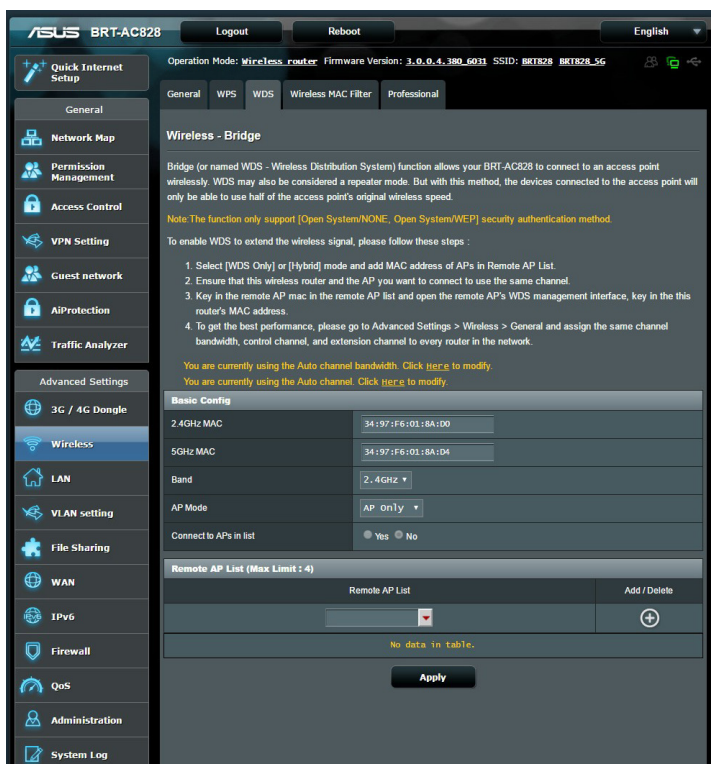 ASUS BRT-AC828 Logout Reboot English
Operation Mode: Wireless router Firmware Version: 3.0.0.4.380_6031 SSID: BRT828 BRT828_5G
Quick Internet
Setup
General
Network Map
Permission
Management
Access Control
VPN Setting
Guest network
AiProtection
Traffic Analyzer
Advanced Settings
3G / 4G Dongle
Wireless
LAN
VLAN setting
File Sharing
WAN
IPv6
IPv6
Firewall
QoS
Administration
System Log
General WPS WDS Wireless MAC Filter Professional
Wireless - Bridge
Bridge (or named WDS - Wireless Distribution System) function allows your BRT-AC828 to connect to an access point
wirelessly. WDS may also be considered a repeater mode. But with this method, the devices connected to the access point will
only be able to use half of the access point's original wireless speed.
Note:The function only support [Open System/NONE, Open System/WEP] security authentication method.
To enable WDS to extend the wireless signal, please follow these steps :
1. Select [WDS Only] or [Hybrid] mode and add MAC address of APs in Remote AP List.
2. Ensure that this wireless router and the AP you want to connect to use the same channel.
3. Key in the remote AP mac in the remote AP list and open the remote AP's WDS management interface, key in the this
router's MAC address.
4. To get the best performance, please go to Advanced Settings > Wireless > General and assign the same channel
bandwidth, control channel, and extension channel to every router in the network.
You are currently using the Auto channel bandwidth. Click Here to modify.
You are currently using the Auto channel. Click Here to modify.
Basic Config
2.4GHz MAC 34:97:F6:01:8A:D0
5GHz MAC 34:97:F6:01:8A:D4
Band 2.4GHz
AP Mode AP Only
Connect to APs in list Yes No
Remote AP List (Max Limit : 4)
Remote AP List Add / Delete
No data in table.
Apply